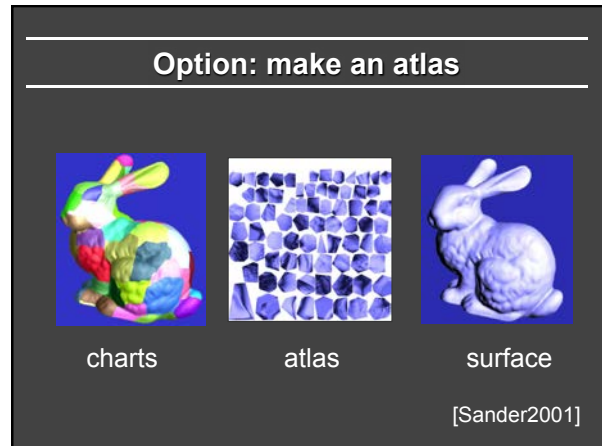 Option: make an atlas
charts atlas surface
[Sander2001]